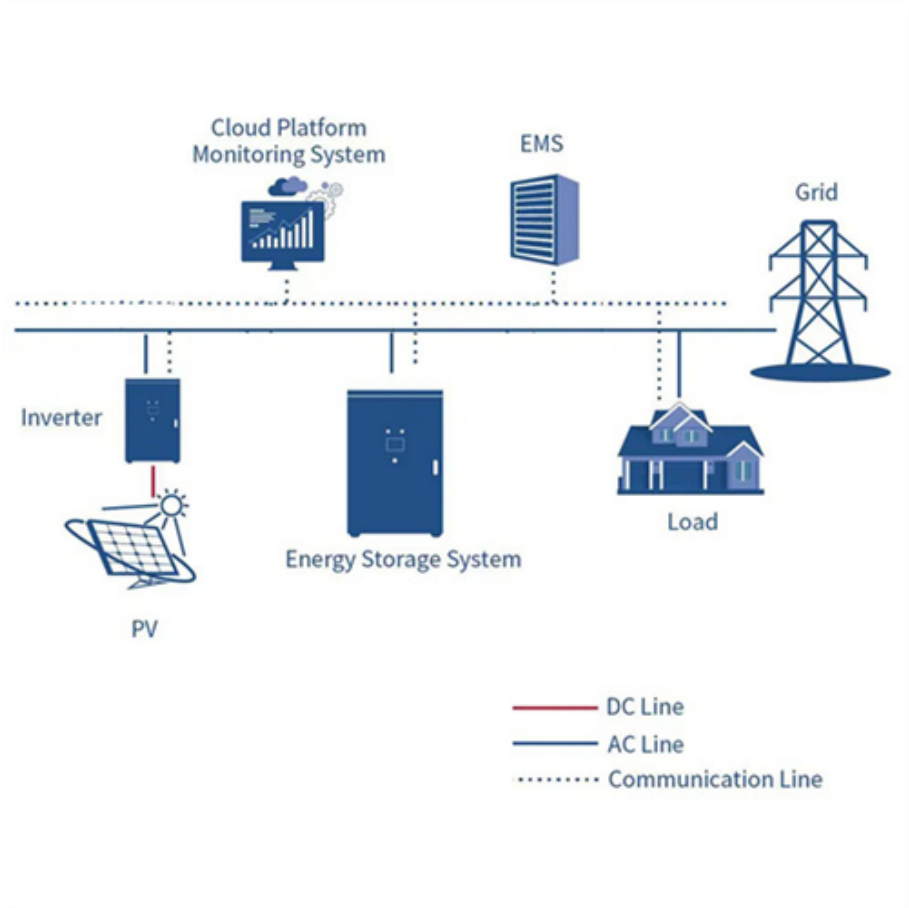 Cloud Platform
Monitoring System
EMS
Grid
Inverter
Load
Energy Storage System
PV
DC Line
AC Line
Communication Line